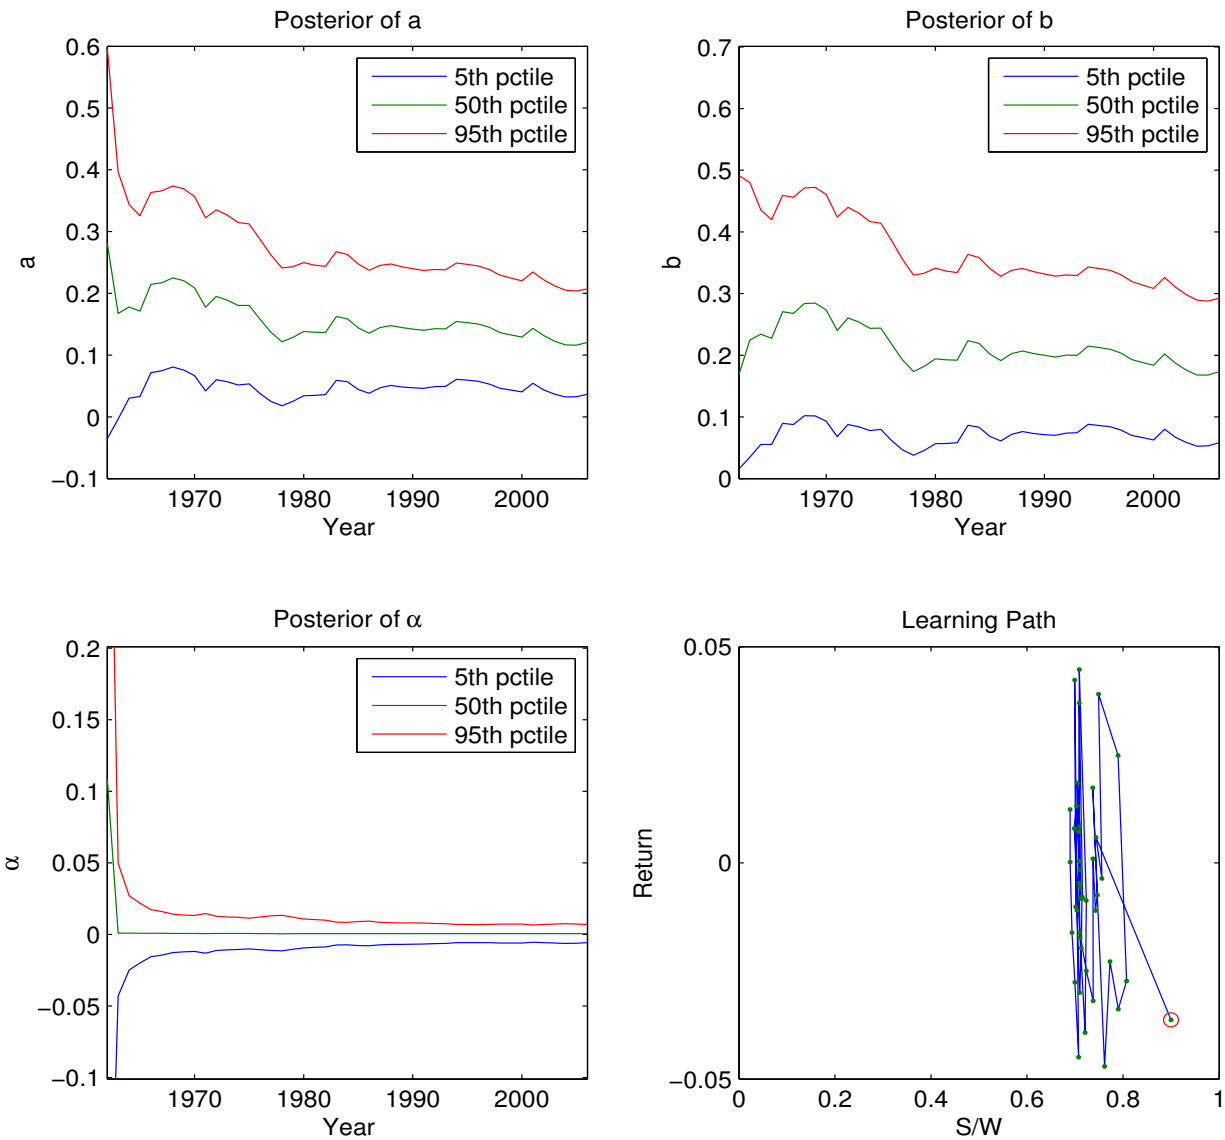 Posterior of a
0.6
0.5
0.4
0.3
0.2
0.1
0
−0.1
a
5th pctile
50th pctile
95th pctile
1970 1980 1990 2000
Year
Posterior of b
0.7
0.6
0.5
0.4
0.3
0.2
0.1
0
b
5th pctile
50th pctile
95th pctile
1970 1980 1990 2000
Year
Posterior of α
0.2
0.15
0.1
0.05
0
−0.05
−0.1
α
5th pctile
50th pctile
95th pctile
1970 1980 1990 2000
Year
Learning Path
0.05
0
−0.05
Return
0 0.2 0.4 0.6 0.8 1
S/W